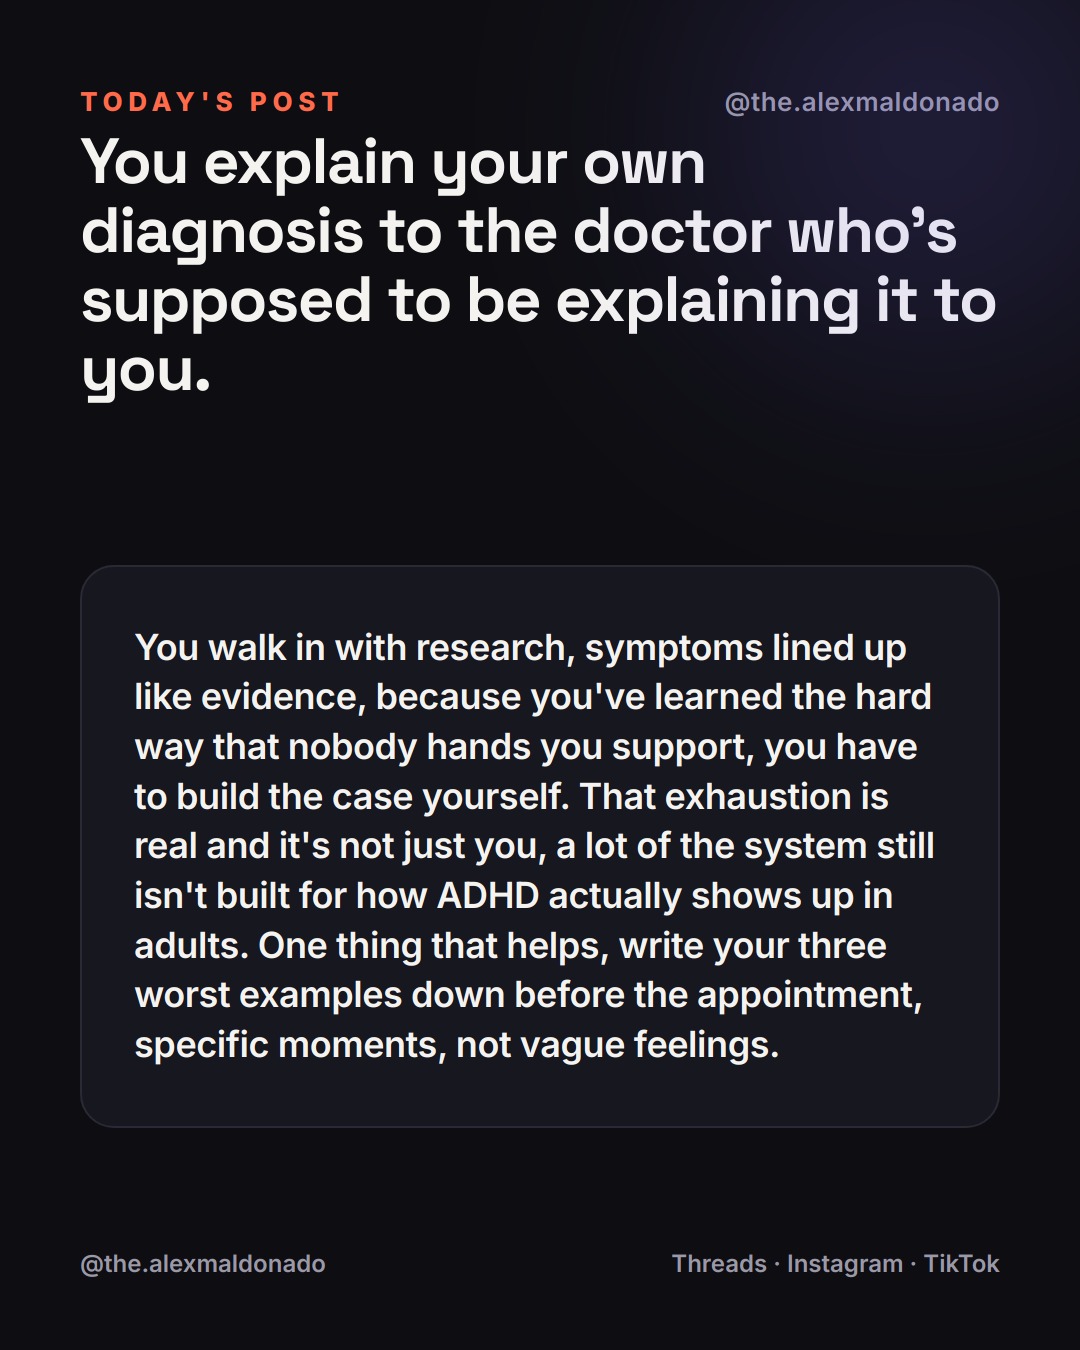 TODAY'S POST
@the.alexmaldonado
You explain your own
diagnosis to the doctor who’s
supposed to be explaining it to
you.
You walk in with research, symptoms lined up
like evidence, because you've learned the hard
way that nobody hands you support, you have
to build the case yourself. That exhaustion is
real and it's not just you, a lot of the system still
isn't built for how ADHD actually shows up in
adults. One thing that helps, write your three
worst examples down before the appointment,
specific moments, not vague feelings.
@the.alexmaldonado
Threads · Instagram · TikTok